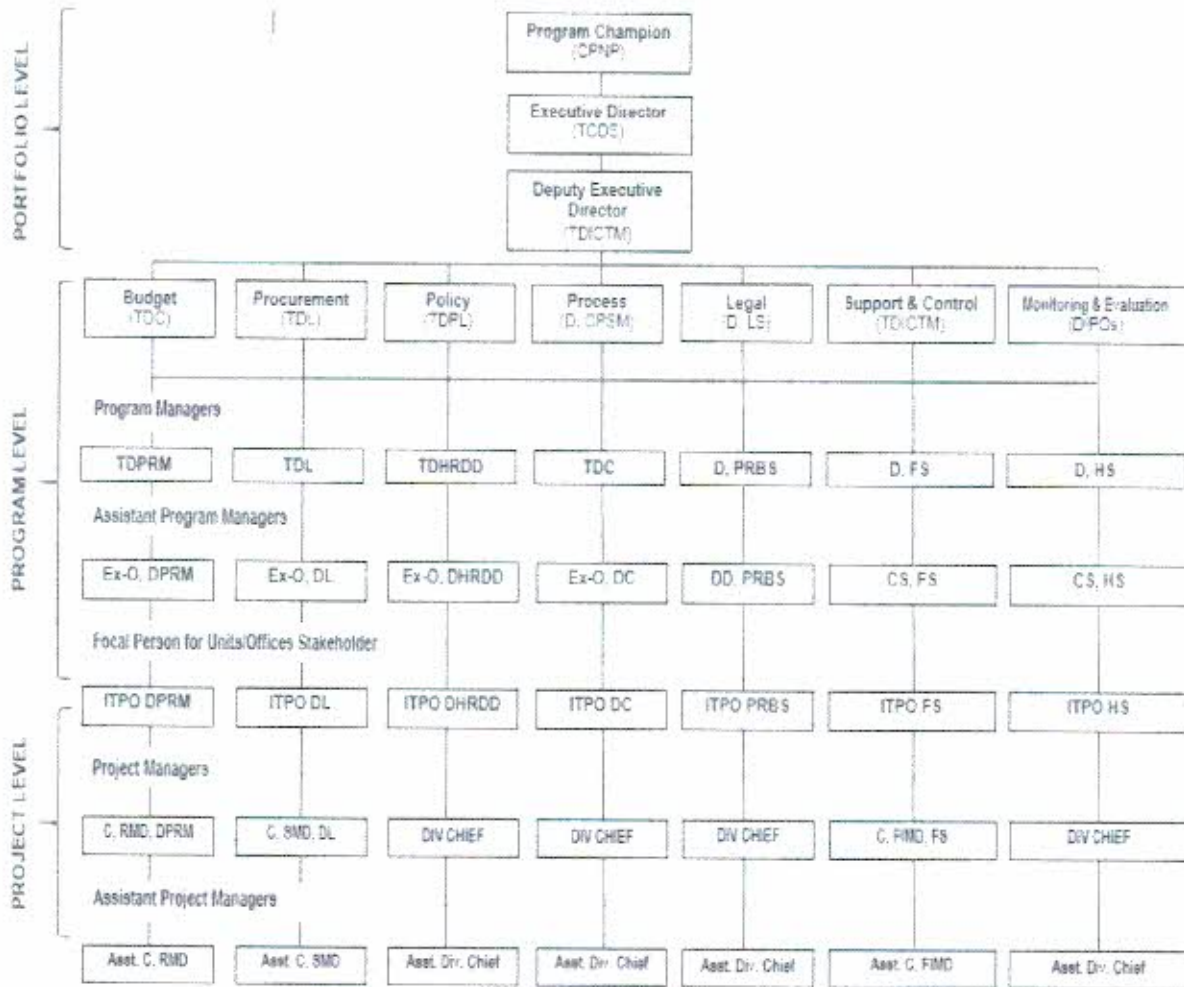 PORTFOLIO LEVEL
Program Champion
(CPNP)
Executive Director
(TCDS)
Deputy Executive
Director
(TDICTM)
PROGRAM LEVEL
Budget
(TDC)
Procurement
(TDL)
Policy
(TDPL)
Process
(D, CPSM)
Legal
(D, LS)
Support & Control
(TDICTM)
Monitoring & Evaluation
(DIPOs)
Program Managers
TDPRM
TDL
TDHRDD
TDC
D, PRBS
D, FS
D, HS
Assistant Program Managers
Ex-O, DPRM
Ex-O, DL
Ex-O, DHRDD
Ex-O, DC
DD, PRBS
CS, FS
CS, HS
Focal Person for Units/Offices Stakeholder
ITPO DPRM
ITPO DL
ITPO DHRDD
ITPO DC
ITPO PRBS
ITPO FS
ITPO HS
PROJECT LEVEL
Project Managers
C, RMD, DPRM
C, SMD, DL
DIV CHIEF
DIV CHIEF
DIV CHIEF
C, FIMD, FS
DIV CHIEF
Assistant Project Managers
Asst. C, RMD
Asst. C, SMD
Asst. Div. Chief
Asst. Div. Chief
Asst. Div. Chief
Asst. C, FIMD
Asst. Div. Chief